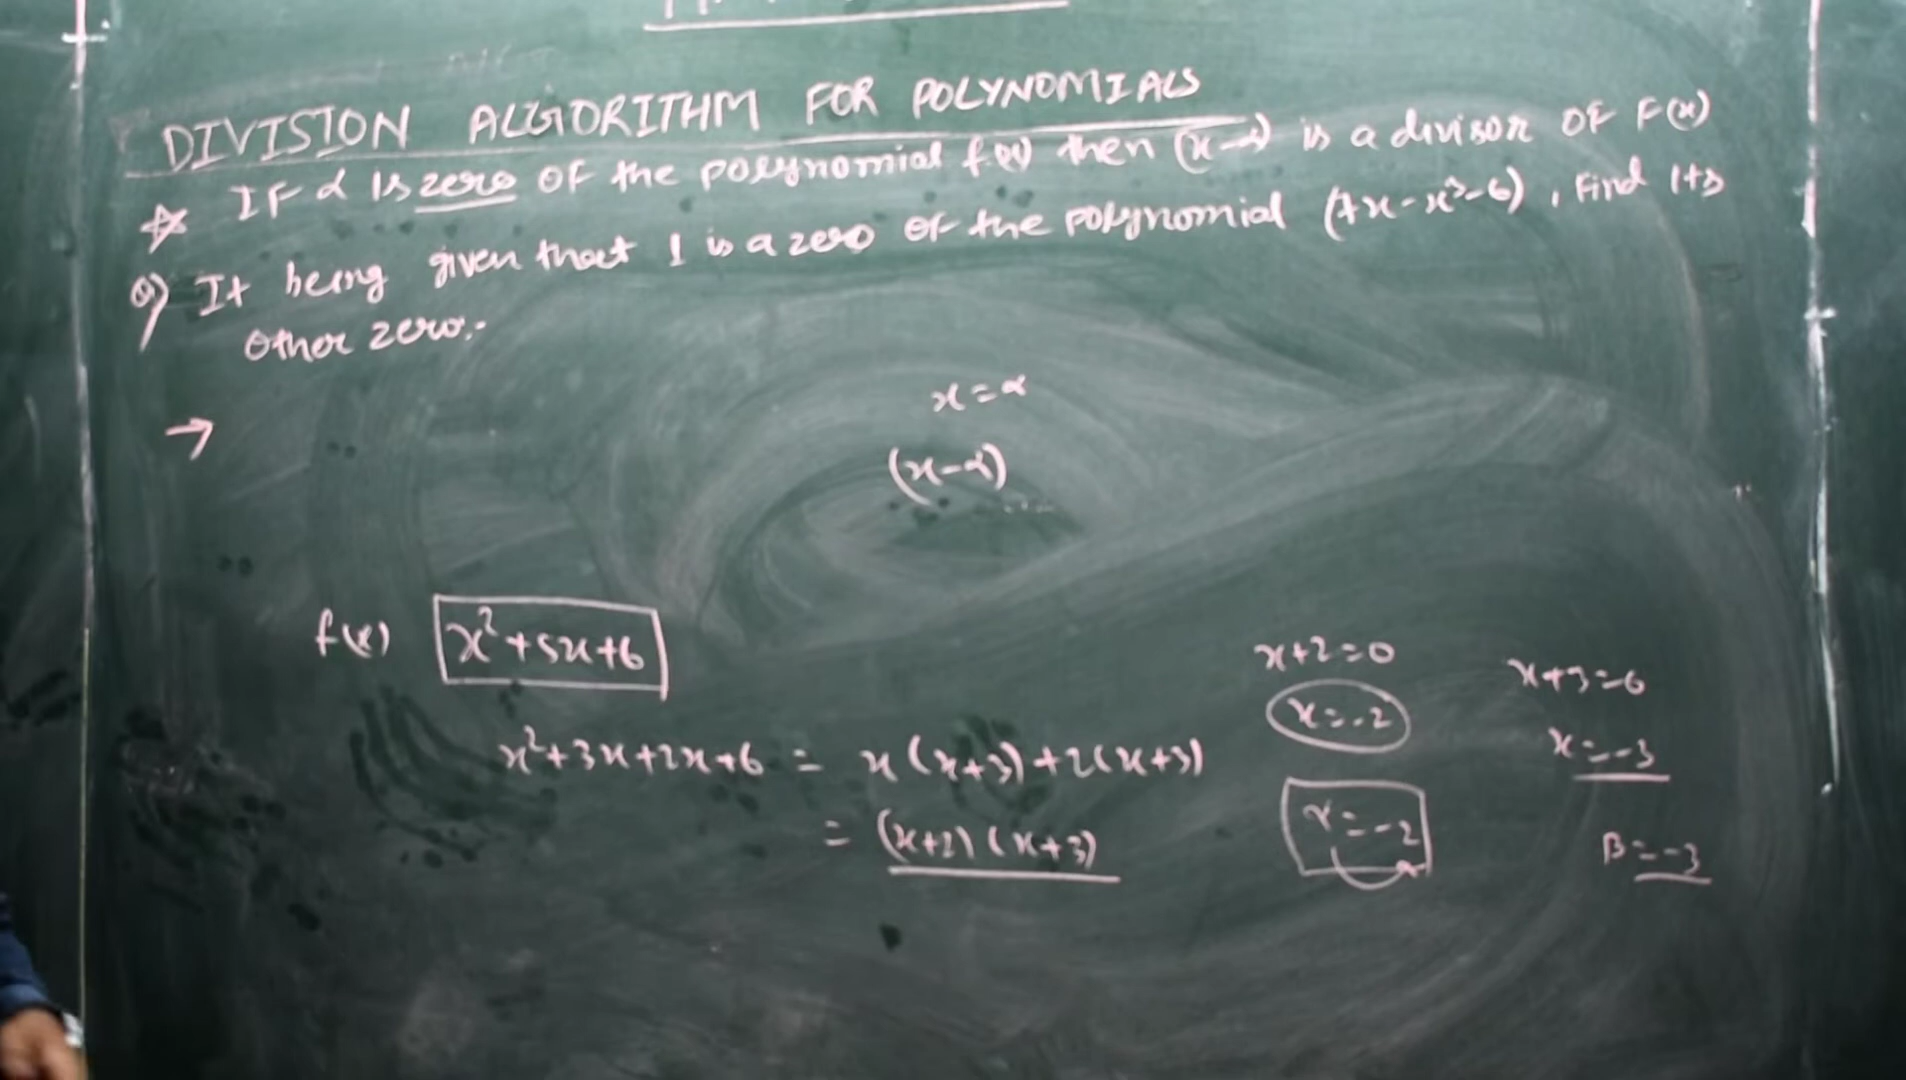 DIVISION ALGORITHM FOR POLYNOMIALS
☆ IF α is zero OF the polynomial f(x) then (x-α) is a divisor OF F(x)
Q) It being given that 1 is a zero of the polynomial (7x-x³-6), Find its
Other zero:-
→
x=α
(x-α)
f(x) x²+5x+6
x+2=0
x+3=0
x=-2
x=-3
x²+3x+2x+6 = x(x+3)+2(x+3)
= (x+2)(x+3)
α=-2
β=-3